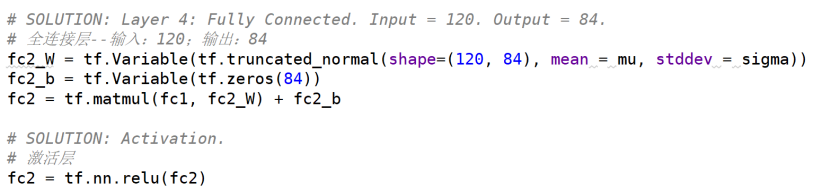 # SOLUTION: Layer 4: Fully Connected. Input = 120. Output = 84.
# 全连接层--输入：120；输出：84
fc2_W = tf.Variable(tf.truncated_normal(shape=(120, 84), mean = mu, stddev = sigma))
fc2_b = tf.Variable(tf.zeros(84))
fc2 = tf.matmul(fc1, fc2_W) + fc2_b
# SOLUTION: Activation.
# 激活层
fc2 = tf.nn.relu(fc2)